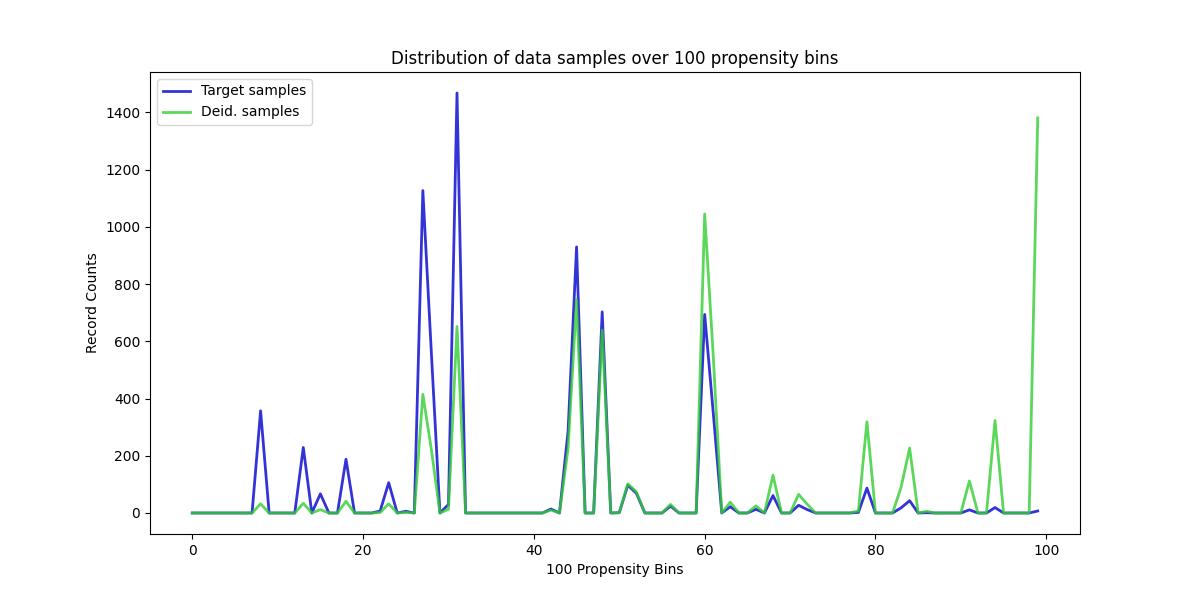 Distribution of data samples over 100 propensity bins
Target samples
Deid. samples
1400
1200
1000
800
600
400
200
0
Record Counts
0 20 40 60 80 100
100 Propensity Bins